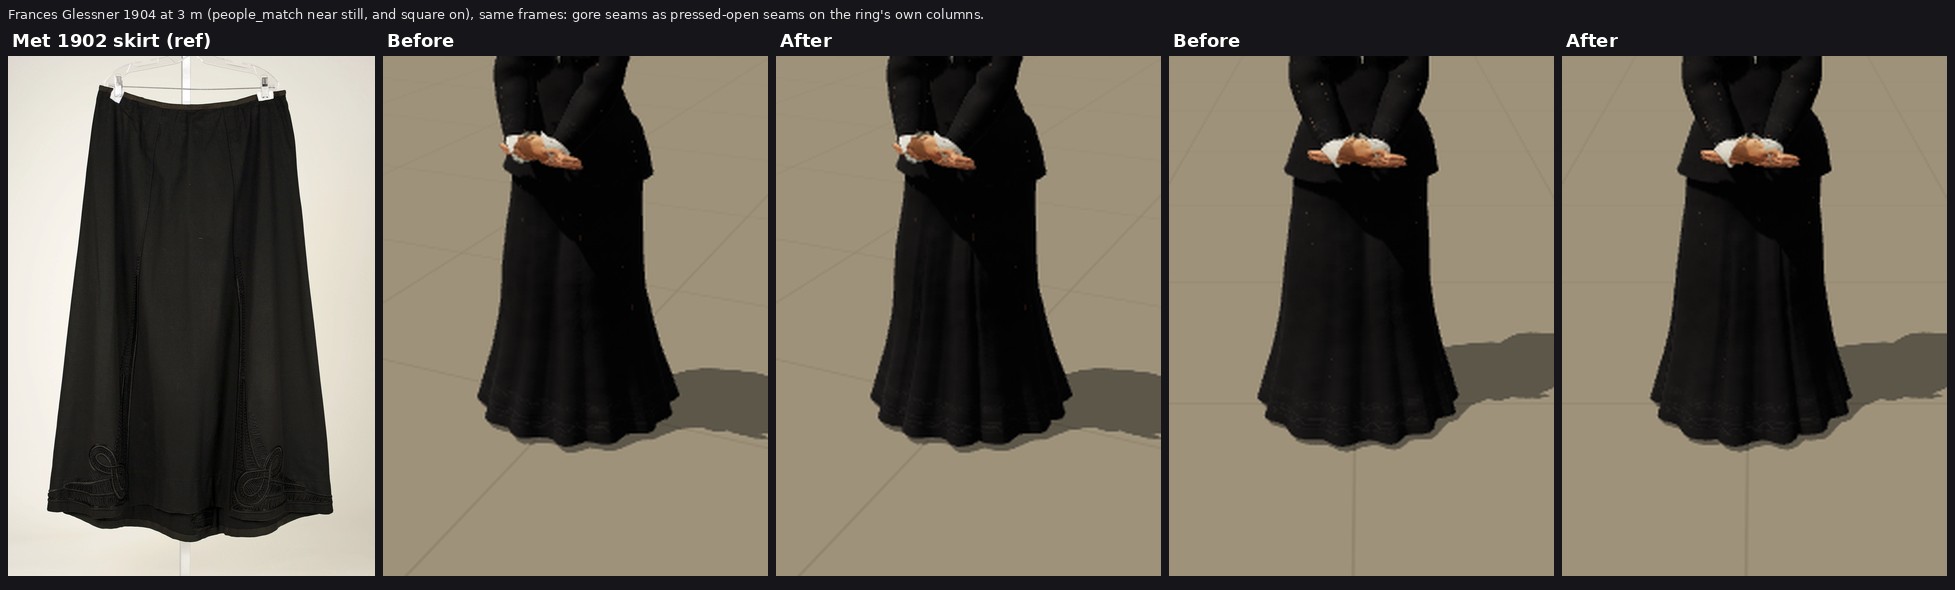 Frances Glessner 1904 at 3 m (people_match near still, and square on), same frames: gore seams as pressed-open seams on the ring's own columns.
Met 1902 skirt (ref)
Before
After
Before
After